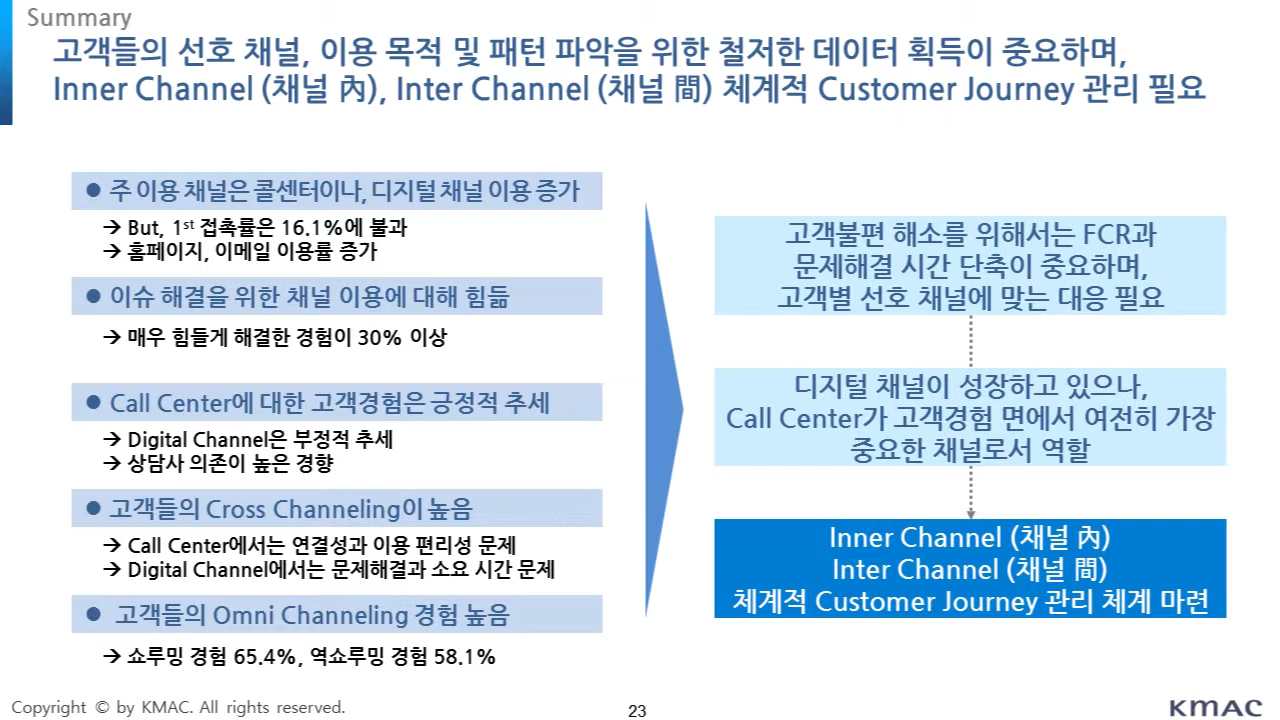 Summary
고객들의 선호 채널, 이용 목적 및 패턴 파악을 위한 철저한 데이터 획득이 중요하며,
Inner Channel (채널 內), Inter Channel (채널 間) 체계적 Customer Journey 관리 필요
● 주 이용 채널은 콜센터이나, 디지털 채널 이용 증가
→ But, 1st 접촉률은 16.1%에 불과
→ 홈페이지, 이메일 이용률 증가
● 이슈 해결을 위한 채널 이용에 대해 힘듦
→ 매우 힘들게 해결한 경험이 30% 이상
● Call Center에 대한 고객경험은 긍정적 추세
→ Digital Channel은 부정적 추세
→ 상담사 의존이 높은 경향
● 고객들의 Cross Channeling이 높음
→ Call Center에서는 연결성과 이용 편리성 문제
→ Digital Channel에서는 문제해결과 소요 시간 문제
● 고객들의 Omni Channeling 경험 높음
→ 쇼루밍 경험 65.4%, 역쇼루밍 경험 58.1%
고객불편 해소를 위해서는 FCR과
문제해결 시간 단축이 중요하며,
고객별 선호 채널에 맞는 대응 필요
디지털 채널이 성장하고 있으나,
Call Center가 고객경험 면에서 여전히 가장
중요한 채널로서 역할
Inner Channel (채널 內)
Inter Channel (채널 間)
체계적 Customer Journey 관리 체계 마련
Copyright © by KMAC. All rights reserved.
23
KMAC